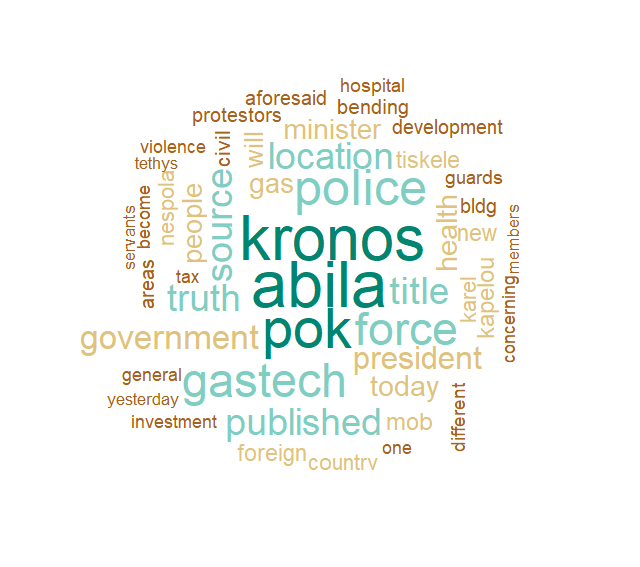 hospital
aforesaid
bending
protestors
minister
development
violence
civil
will
location
tiskele
tethys
gas
police
guards
servants
become
nespola
people
source
kronos
health
bldg
new
members
areas
tax
truth
abila
title
karel
kapelou
concerning
government
pok
force
president
general
gastech
today
yesterday
investment
published
mob
different
foreign
country
one